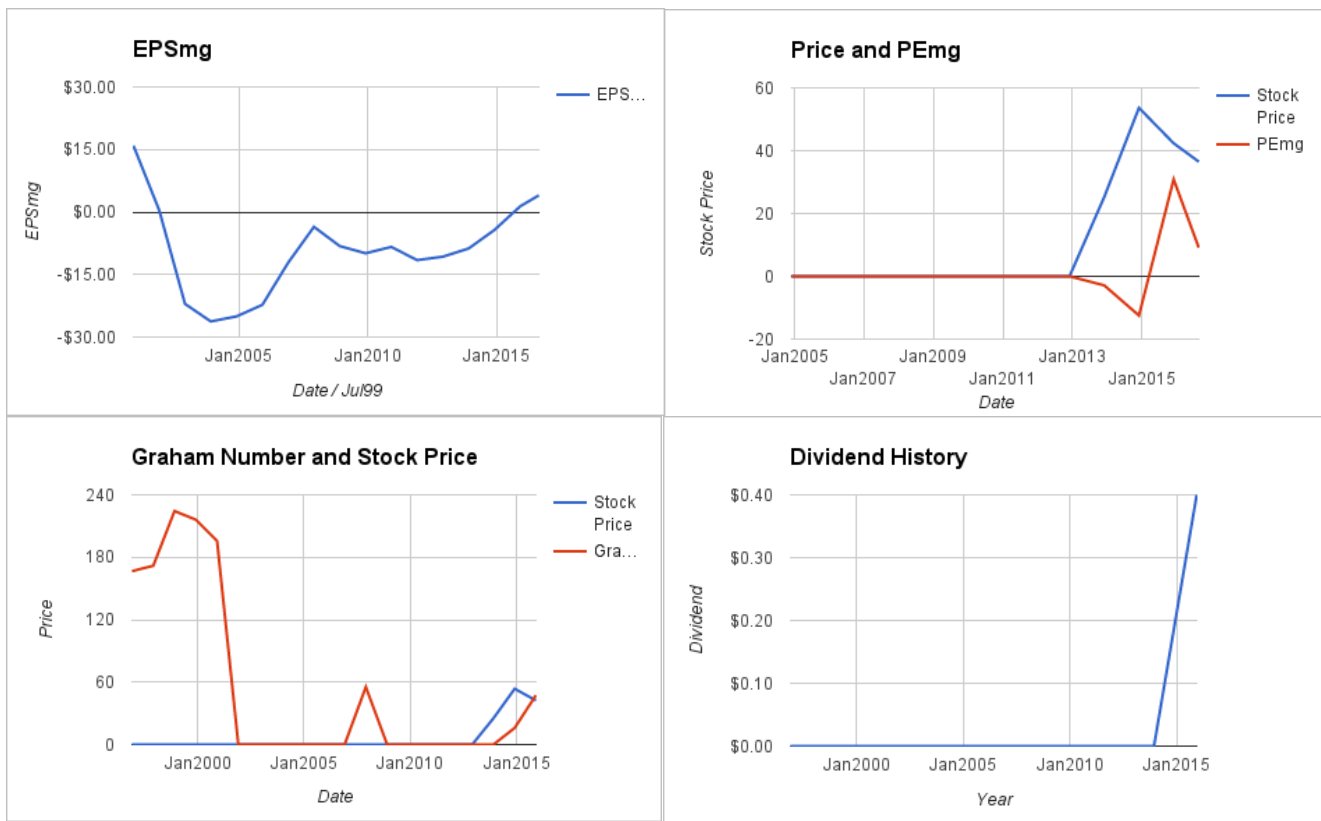 EPSmg
$30.00
$15.00
$0.00
-$15.00
-$30.00
EPSmg
EPS...
Jan2005
Jan2010
Jan2015
Date / Jul99
Price and PEmg
60
40
20
0
-20
Stock Price
Stock
Price
PEmg
Jan2005
Jan2009
Jan2013
Jan2007
Jan2011
Jan2015
Date
Graham Number and Stock Price
240
180
120
60
0
Price
Stock
Price
Gra...
Jan2000
Jan2005
Jan2010
Jan2015
Date
Dividend History
$0.40
$0.30
$0.20
$0.10
$0.00
Dividend
Jan2000
Jan2005
Jan2010
Jan2015
Year